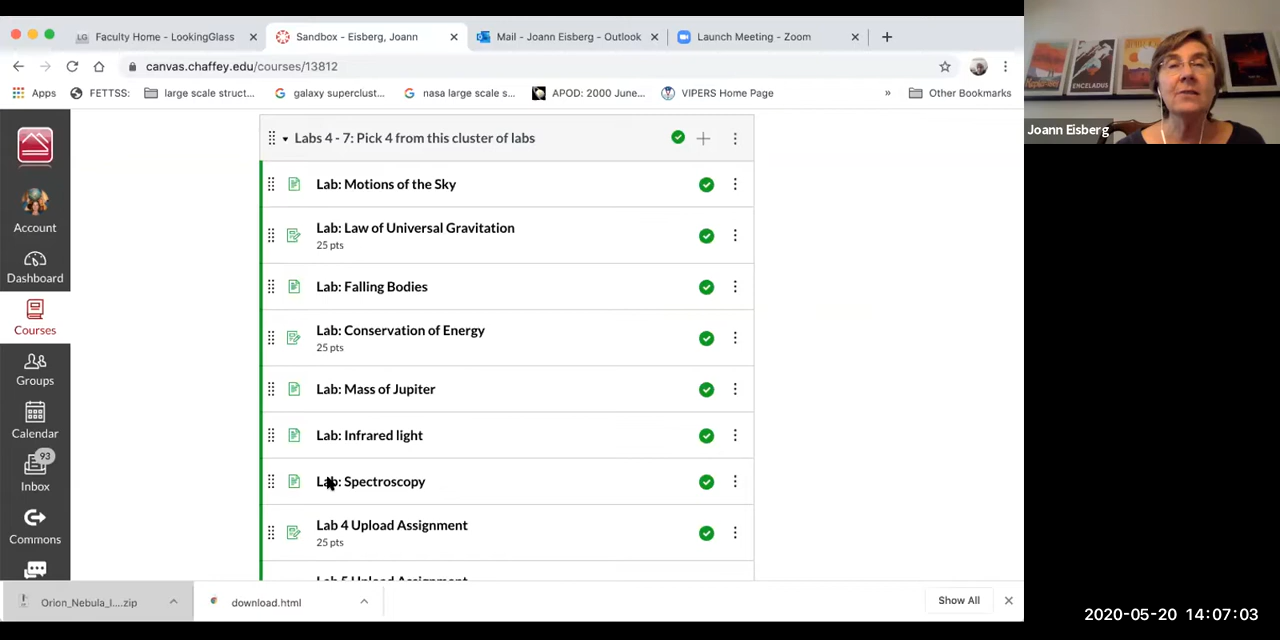 Faculty Home - LookingGlass
Sandbox - Eisberg, Joann
Mail - Joann Eisberg - Outlook
Launch Meeting - Zoom
canvas.chaffey.edu/courses/13812
Apps
FETTSS:
large scale struct...
galaxy superclust...
nasa large scale s...
APOD: 2000 June...
VIPERS Home Page
»
Other Bookmarks
ENCELADUS
Joann Eisberg
Labs 4 - 7: Pick 4 from this cluster of labs
Lab: Motions of the Sky
Lab: Law of Universal Gravitation
25 pts
Lab: Falling Bodies
Lab: Conservation of Energy
25 pts
Lab: Mass of Jupiter
Lab: Infrared light
Lab: Spectroscopy
Lab 4 Upload Assignment
25 pts
Lab 5 Upload Assignment
Account
Dashboard
Courses
Groups
Calendar
93
Inbox
Commons
Orion_Nebula_I....zip
download.html
Show All
2020-05-20 14:07:03